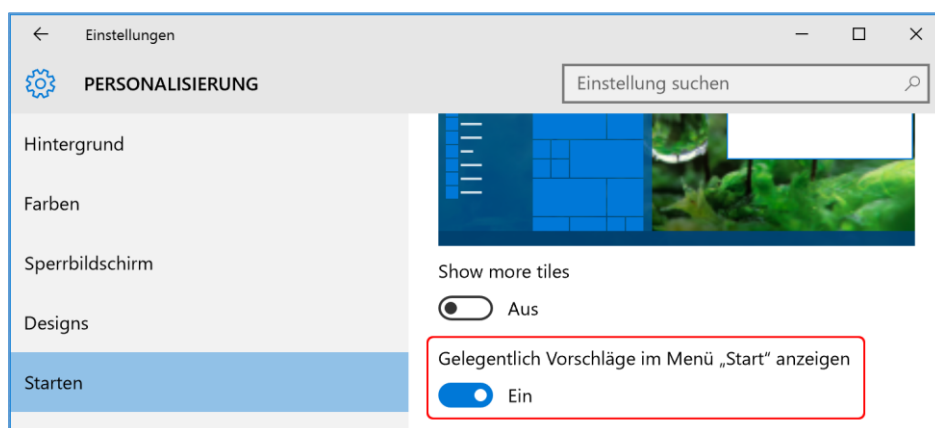 Einstellungen
PERSONALISIERUNG
Einstellung suchen
Hintergrund
Farben
Sperrbildschirm
Designs
Starten
Show more tiles
Aus
Gelegentlich Vorschläge im Menü „Start“ anzeigen
Ein